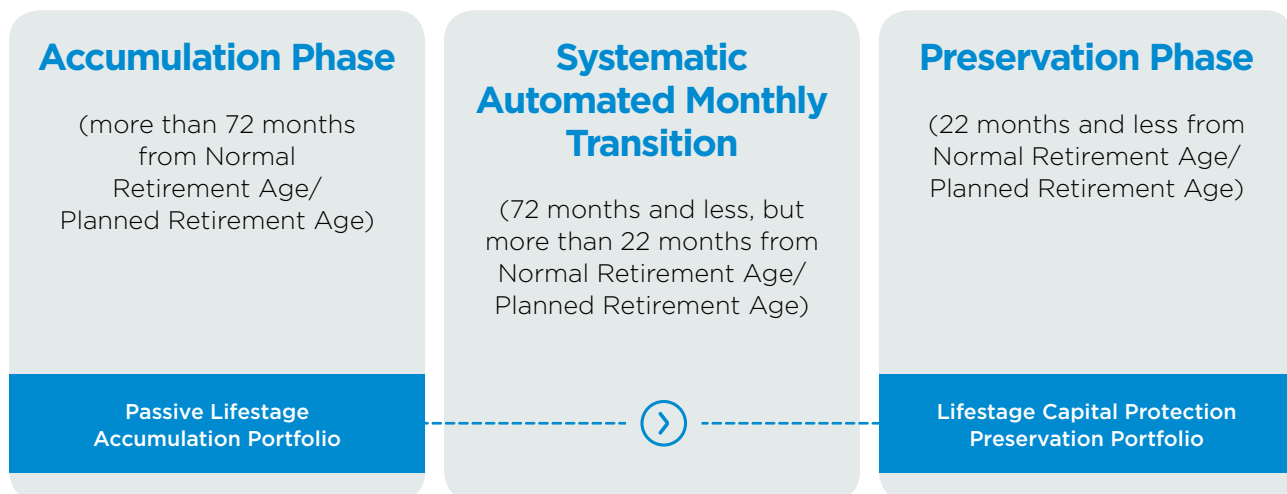 Accumulation Phase
(more than 72 months
from Normal
Retirement Age/
Planned Retirement Age)
Passive Lifestage
Accumulation Portfolio
Systematic
Automated Monthly
Transition
(72 months and less, but
more than 22 months from
Normal Retirement Age/
Planned Retirement Age)
Preservation Phase
(22 months and less from
Normal Retirement Age/
Planned Retirement Age)
Lifestage Capital Protection
Preservation Portfolio